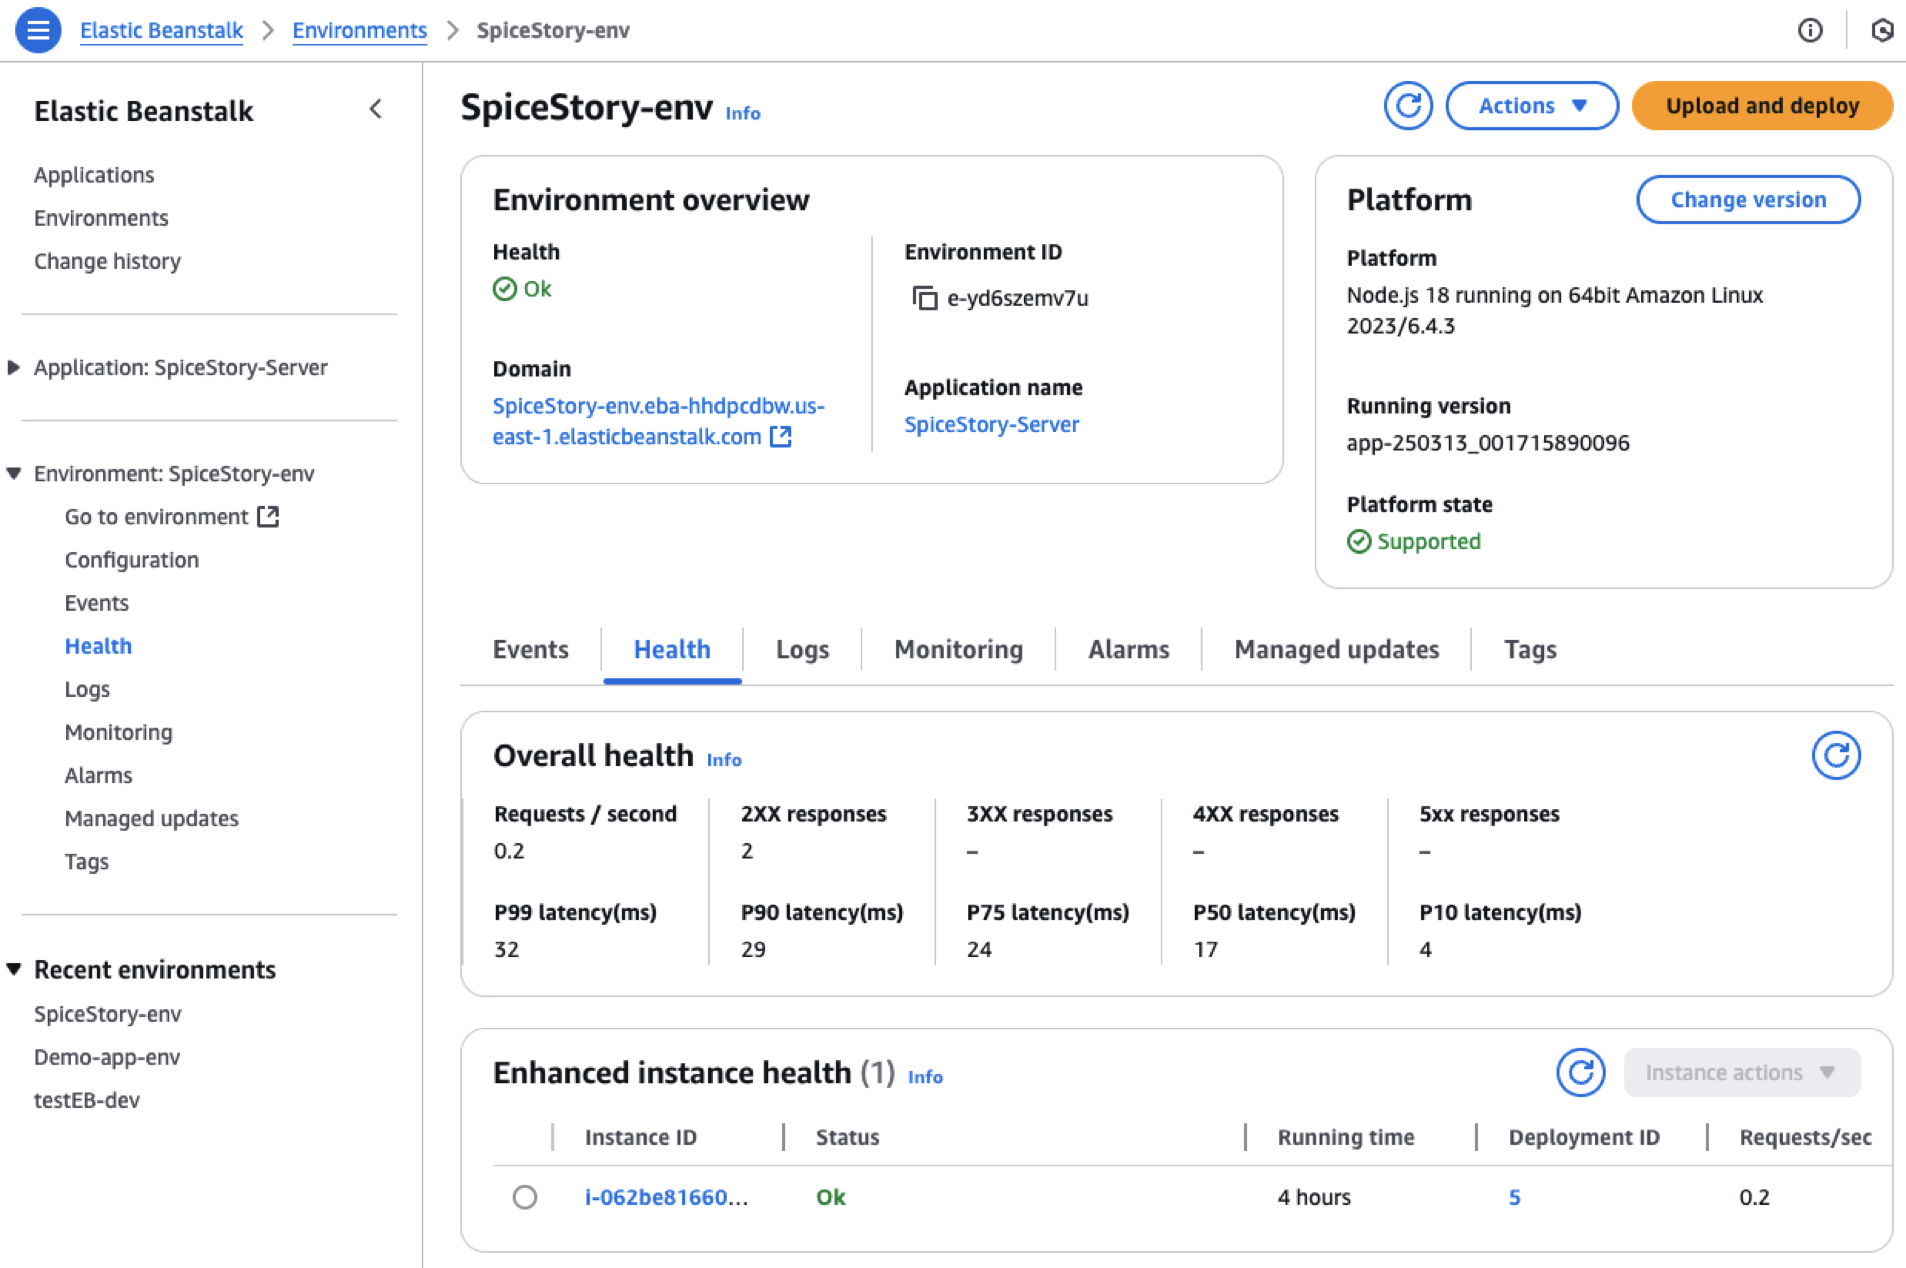 Elastic Beanstalk > Environments > SpiceStory-env
Elastic Beanstalk
Applications
Environments
Change history
Application: SpiceStory-Server
Environment: SpiceStory-env
Go to environment
Configuration
Events
Health
Logs
Monitoring
Alarms
Managed updates
Tags
Recent environments
SpiceStory-env
Demo-app-env
testEB-dev
SpiceStory-env Info
Actions
Upload and deploy
Environment overview
Health
Ok
Domain
SpiceStory-env.eba-hhdpcdbw.us-
east-1.elasticbeanstalk.com
Environment ID
e-yd6szemv7u
Application name
SpiceStory-Server
Platform
Change version
Platform
Node.js 18 running on 64bit Amazon Linux
2023/6.4.3
Running version
app-250313_001715890096
Platform state
Supported
Events Health Logs Monitoring Alarms Managed updates Tags
Overall health Info
Requests / second 2XX responses 3XX responses 4XX responses 5xx responses
0.2 2 – – –
P99 latency(ms) P90 latency(ms) P75 latency(ms) P50 latency(ms) P10 latency(ms)
32 29 24 17 4
Enhanced instance health (1) Info
Instance actions
Instance ID Status Running time Deployment ID Requests/sec
i-062be81660... Ok 4 hours 5 0.2